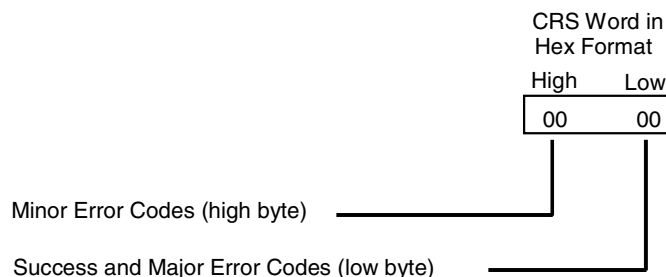 CRS Word in
Hex Format
High Low
00 00
Minor Error Codes (high byte)
Success and Major Error Codes (low byte)